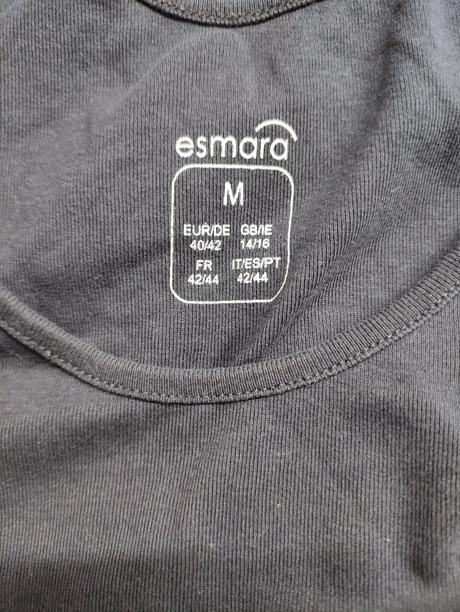 esmara
M
EUR/DE GB/IE
40/42 14/16
FR IT/ES/PT
42/44 42/44